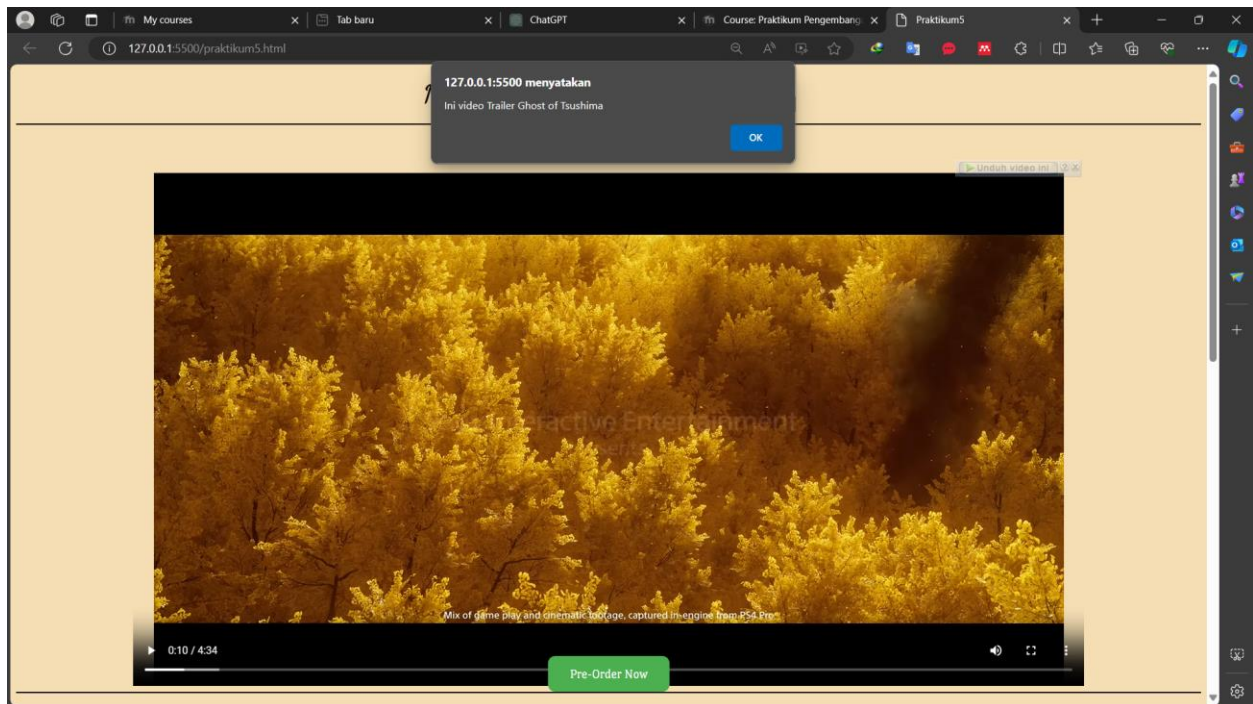 My courses
Tab baru
ChatGPT
Course: Praktikum Pengembang
Praktikum5
127.0.0.1:5500/praktikum5.html
127.0.0.1:5500 menyatakan
Ini video Trailer Ghost of Tsushima
OK
Unduh video ini
Interactive Entertainment
Mix of game play and cinematic footage, captured in-engine from PS4 Pro
0:10 / 4:34
Pre-Order Now